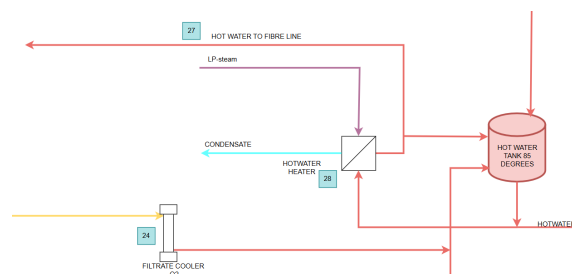 27
HOT WATER TO FIBRE LINE
LP-steam
CONDENSATE
HOTWATER
HEATER
28
HOT WATER
TANK 85
DEGREES
24
HOTWATER
FILTRATE COOLER